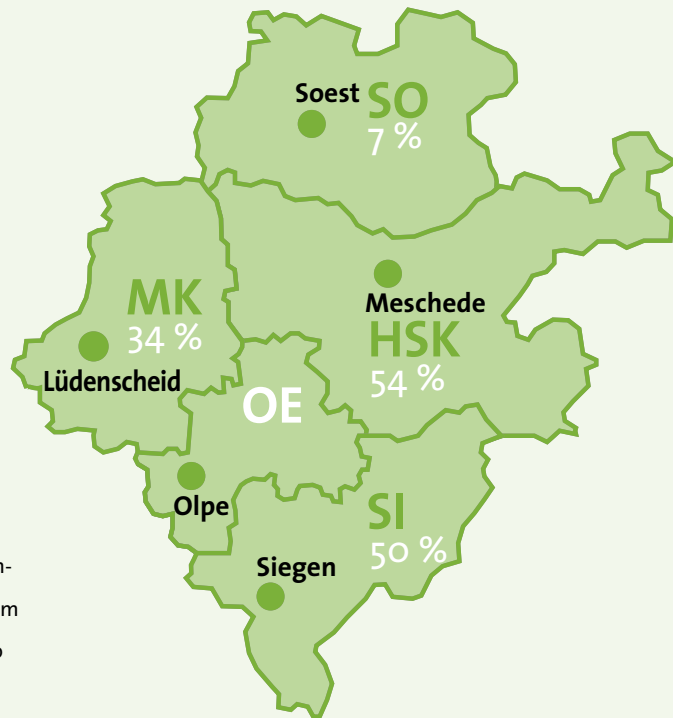 Soest SO
7 %
MK
34 %
Lüdenscheid
Meschede
HSK
54 %
OE
Olpe
SI
50 %
Siegen